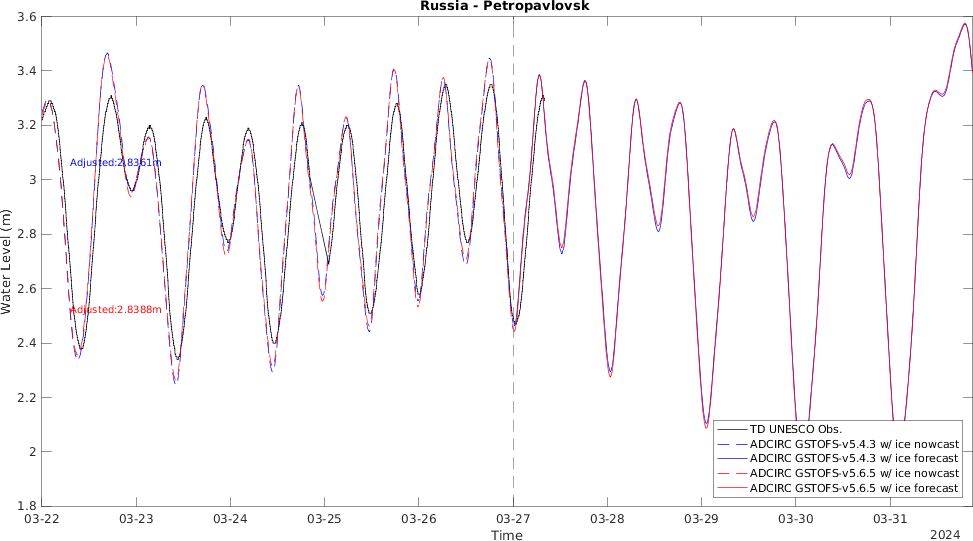 Russia - Petropavlovsk
3.6
3.4
3.2
3
2.8
2.6
2.4
2.2
2
1.8
Water Level (m)
Adjusted:2.8361m
Adjusted:2.8388m
TD UNESCO Obs.
ADCIRC GSTOFS-v5.4.3 w/ ice nowcast
ADCIRC GSTOFS-v5.4.3 w/ ice forecast
ADCIRC GSTOFS-v5.6.5 w/ ice nowcast
ADCIRC GSTOFS-v5.6.5 w/ ice forecast
03-22 03-23 03-24 03-25 03-26 03-27 03-28 03-29 03-30 03-31
Time
2024